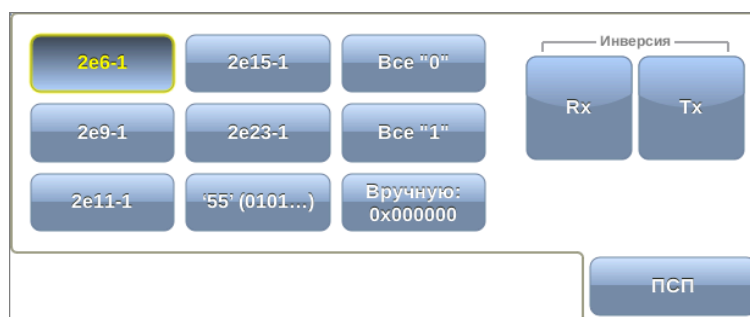 Инверсия
2e6-1 2e15-1 Все "0"
Rx Tx
2e9-1 2e23-1 Все "1"
2e11-1 ‘55’ (0101...) Вручную:
0x000000
ПСП